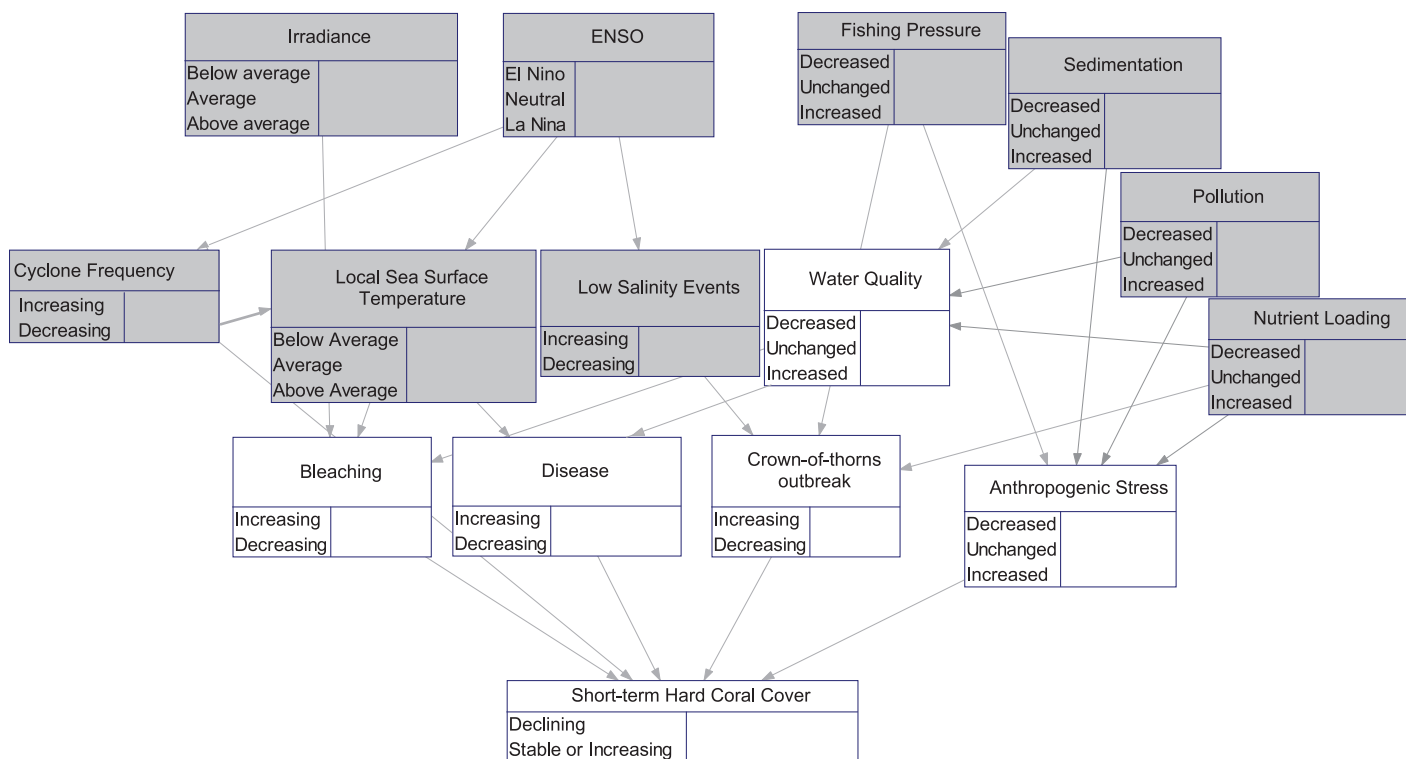 Irradiance
Below average
Average
Above average
ENSO
El Nino
Neutral
La Nina
Fishing Pressure
Decreased
Unchanged
Increased
Sedimentation
Decreased
Unchanged
Increased
Pollution
Decreased
Unchanged
Increased
Cyclone Frequency
Increasing
Decreasing
Local Sea Surface
Temperature
Below Average
Average
Above Average
Low Salinity Events
Increasing
Decreasing
Water Quality
Decreased
Unchanged
Increased
Nutrient Loading
Decreased
Unchanged
Increased
Bleaching
Increasing
Decreasing
Disease
Increasing
Decreasing
Crown-of-thorns
outbreak
Increasing
Decreasing
Anthropogenic Stress
Decreased
Unchanged
Increased
Short-term Hard Coral Cover
Declining
Stable or Increasing